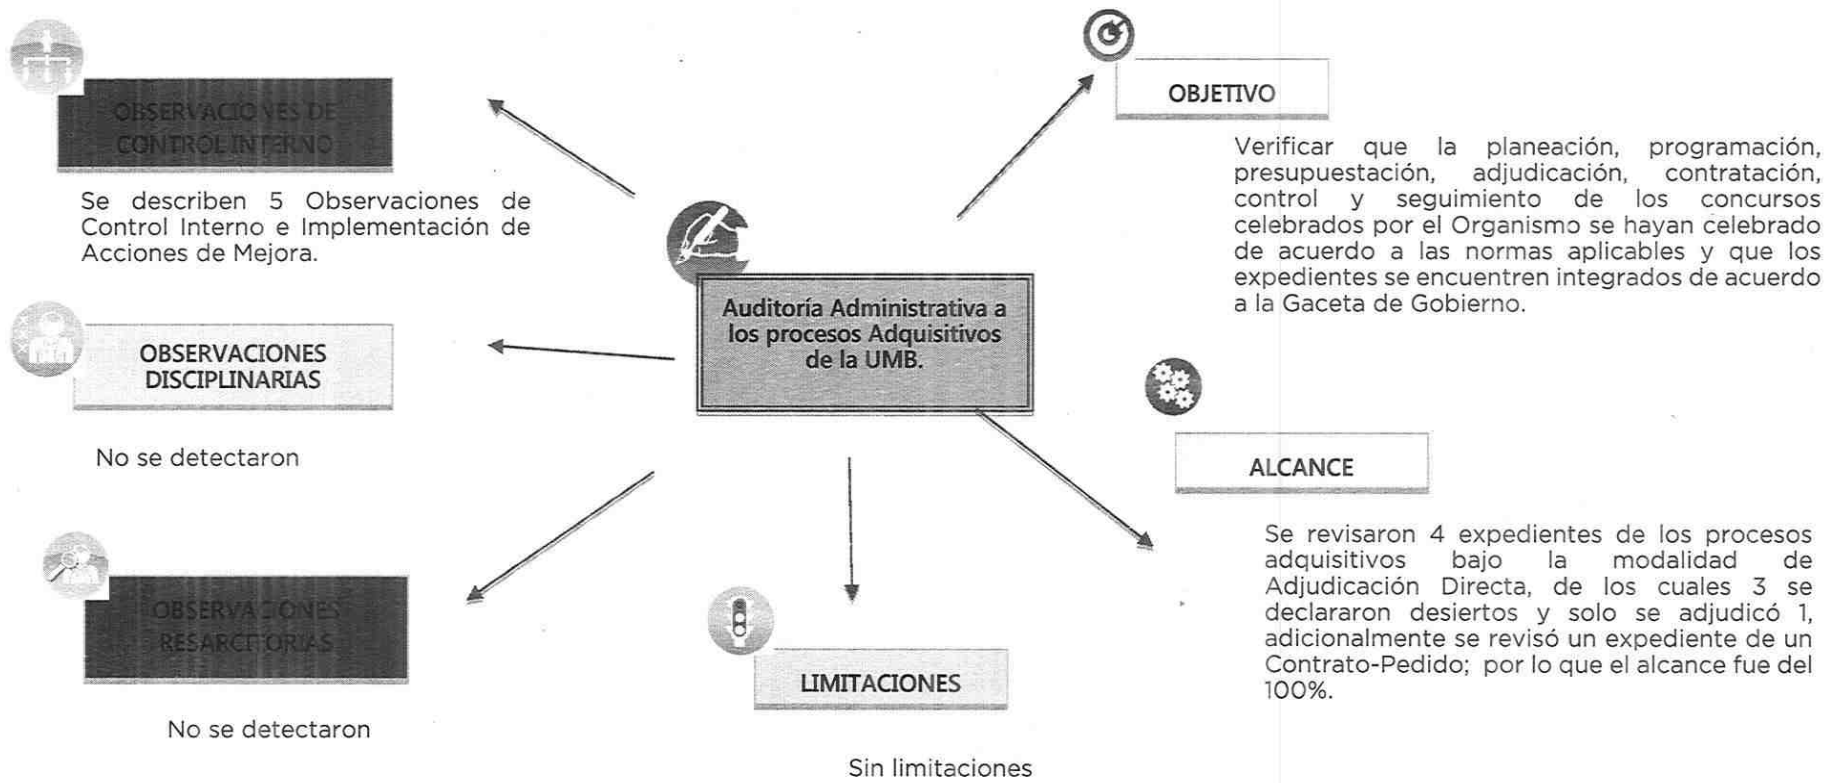 OBSERVACIONES DE
CONTROL INTERNO
Se describen 5 Observaciones de
Control Interno e Implementación de
Acciones de Mejora.
OBSERVACIONES
DISCIPLINARIAS
No se detectaron
OBSERVACIONES
RESARCITORIAS
No se detectaron
Auditoría Administrativa a
los procesos Adquisitivos
de la UMB.
LIMITACIONES
Sin limitaciones
OBJETIVO
Verificar que la planeación, programación,
presupuestación, adjudicación, contratación,
control y seguimiento de los concursos
celebrados por el Organismo se hayan celebrado
de acuerdo a las normas aplicables y que los
expedientes se encuentren integrados de acuerdo
a la Gaceta de Gobierno.
ALCANCE
Se revisaron 4 expedientes de los procesos
adquisitivos bajo la modalidad de
Adjudicación Directa, de los cuales 3 se
declararon desiertos y solo se adjudicó 1,
adicionalmente se revisó un expediente de un
Contrato-Pedido; por lo que el alcance fue del
100%.